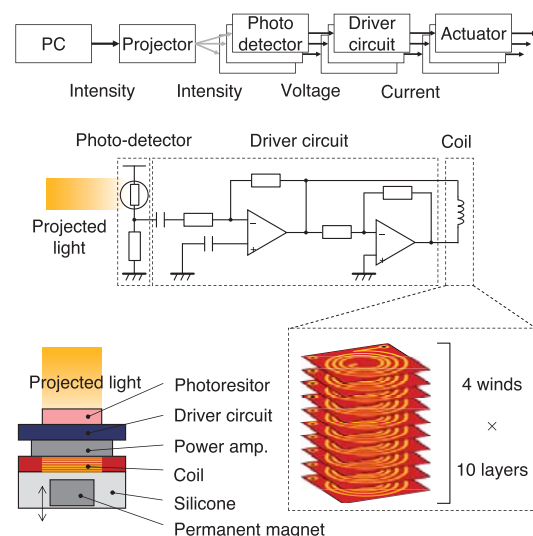 PC
Projector
Photo
detector
Driver
circuit
Actuator
Intensity
Intensity
Voltage
Current
Photo-detector
Driver circuit
Coil
Projected
light
−
+
−
+
Projected light
Photoresitor
Driver circuit
Power amp.
Coil
Silicone
Permanent magnet
4 winds
×
10 layers